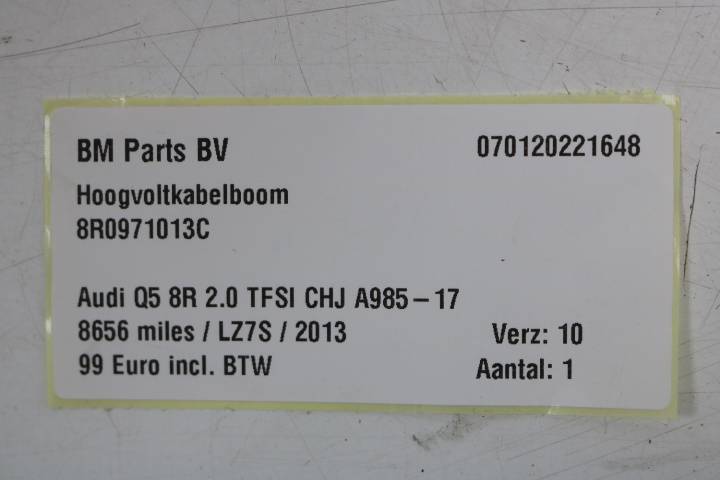 BM Parts BV 070120221648
Hoogvoltkabelboom
8R0971013C
Audi Q5 8R 2.0 TFSI CHJ A985-17
8656 miles / LZ7S / 2013 Verz: 10
99 Euro incl. BTW Aantal: 1